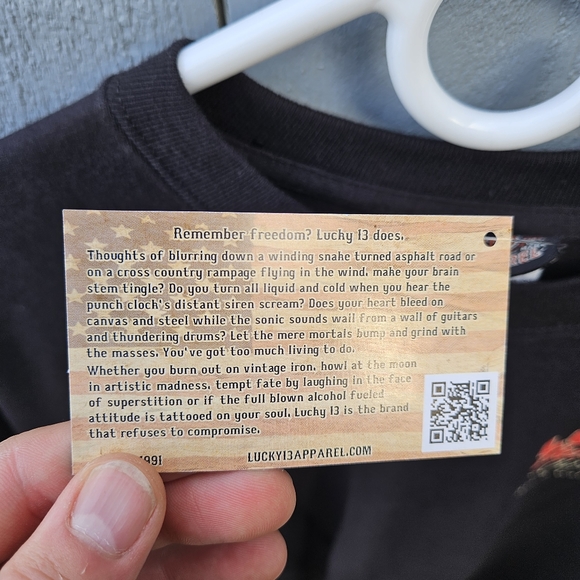 Remember freedom? Lucky 13 does.
Thoughts of blurring down a winding snake turned asphalt road or
on a cross country rampage flying in the wind, make your brain
stem tingle? Do you turn all liquid and cold when you hear the
punch clock's distant siren scream? Does your heart bleed on
canvas and steel while the sonic sounds wail from a wall of guitars
and thundering drums? Let the mere mortals bump and grind with
the masses. You've got too much living to do.
Whether you burn out on vintage iron, howl at the moon
in artistic madness, tempt fate by laughing in the face
of superstition or if the full blown alcohol fueled
attitude is tattooed on your soul, Lucky 13 is the brand
that refuses to compromise.
1991
LUCKY13APPAREL.COM